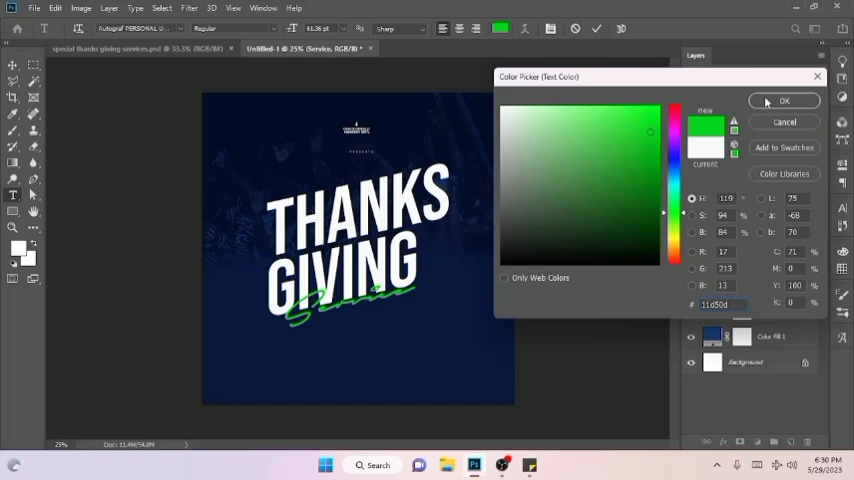 File Edit Image Layer Type Select Filter 3D View Window Help
Autograf PERSONAL U... Regular 61.36 pt Sharp 3D
special thanks giving services.psd @ 33.3% (RGB/8#) Untitled-1 @ 25% (Service, RGB/8) *
Layers
Color Picker (Text Color)
new
current
OK
Cancel
Add to Swatches
Color Libraries
H: 119 °
S: 94 %
B: 84 %
R: 17
G: 213
B: 13
# 11d50d
L: 75
a: -68
b: 70
C: 71 %
M: 0 %
Y: 100 %
K: 0 %
Only Web Colors
PRESENTS
THANKS
GIVING
Service
Color Fill 1
Background
25% Doc: 11.4M/54.0M
Search
6:30 PM
5/29/2023